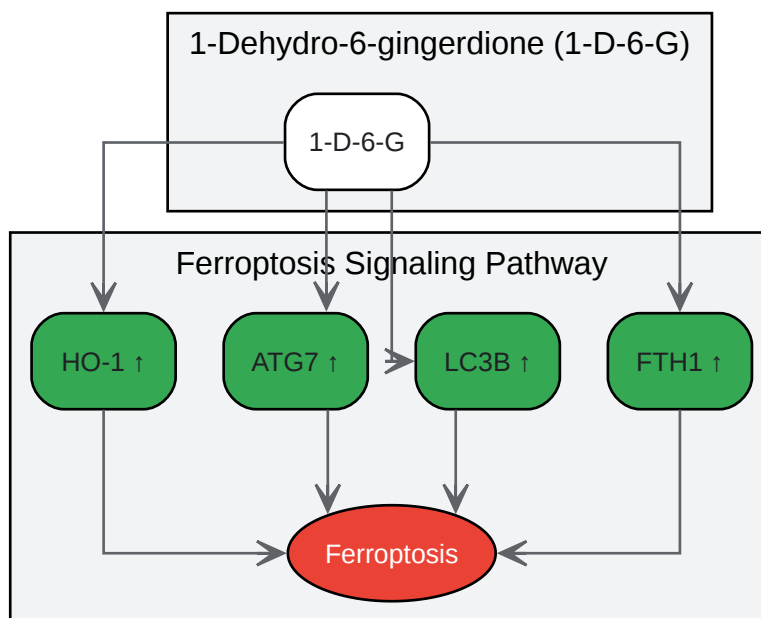 1-Dehydro-6-gingerdione (1-D-6-G)
1-D-6-G
Ferroptosis Signaling Pathway
HO-1 ↑
ATG7 ↑
LC3B ↑
FTH1 ↑
Ferroptosis